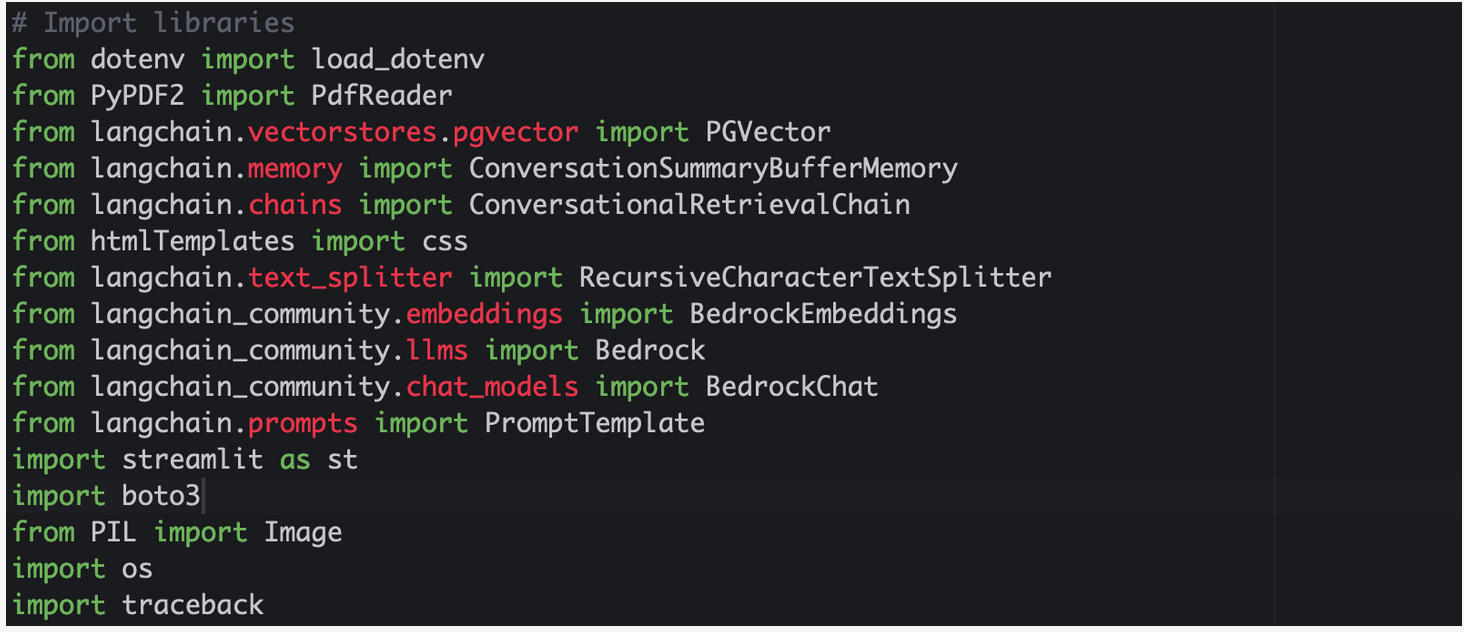 # Import libraries
from dotenv import load_dotenv
from PyPDF2 import PdfReader
from langchain.vectorstores.pgvector import PGVector
from langchain.memory import ConversationSummaryBufferMemory
from langchain.chains import ConversationalRetrievalChain
from htmlTemplates import css
from langchain.text_splitter import RecursiveCharacterTextSplitter
from langchain_community.embeddings import BedrockEmbeddings
from langchain_community.llms import Bedrock
from langchain_community.chat_models import BedrockChat
from langchain.prompts import PromptTemplate
import streamlit as st
import boto3
from PIL import Image
import os
import traceback